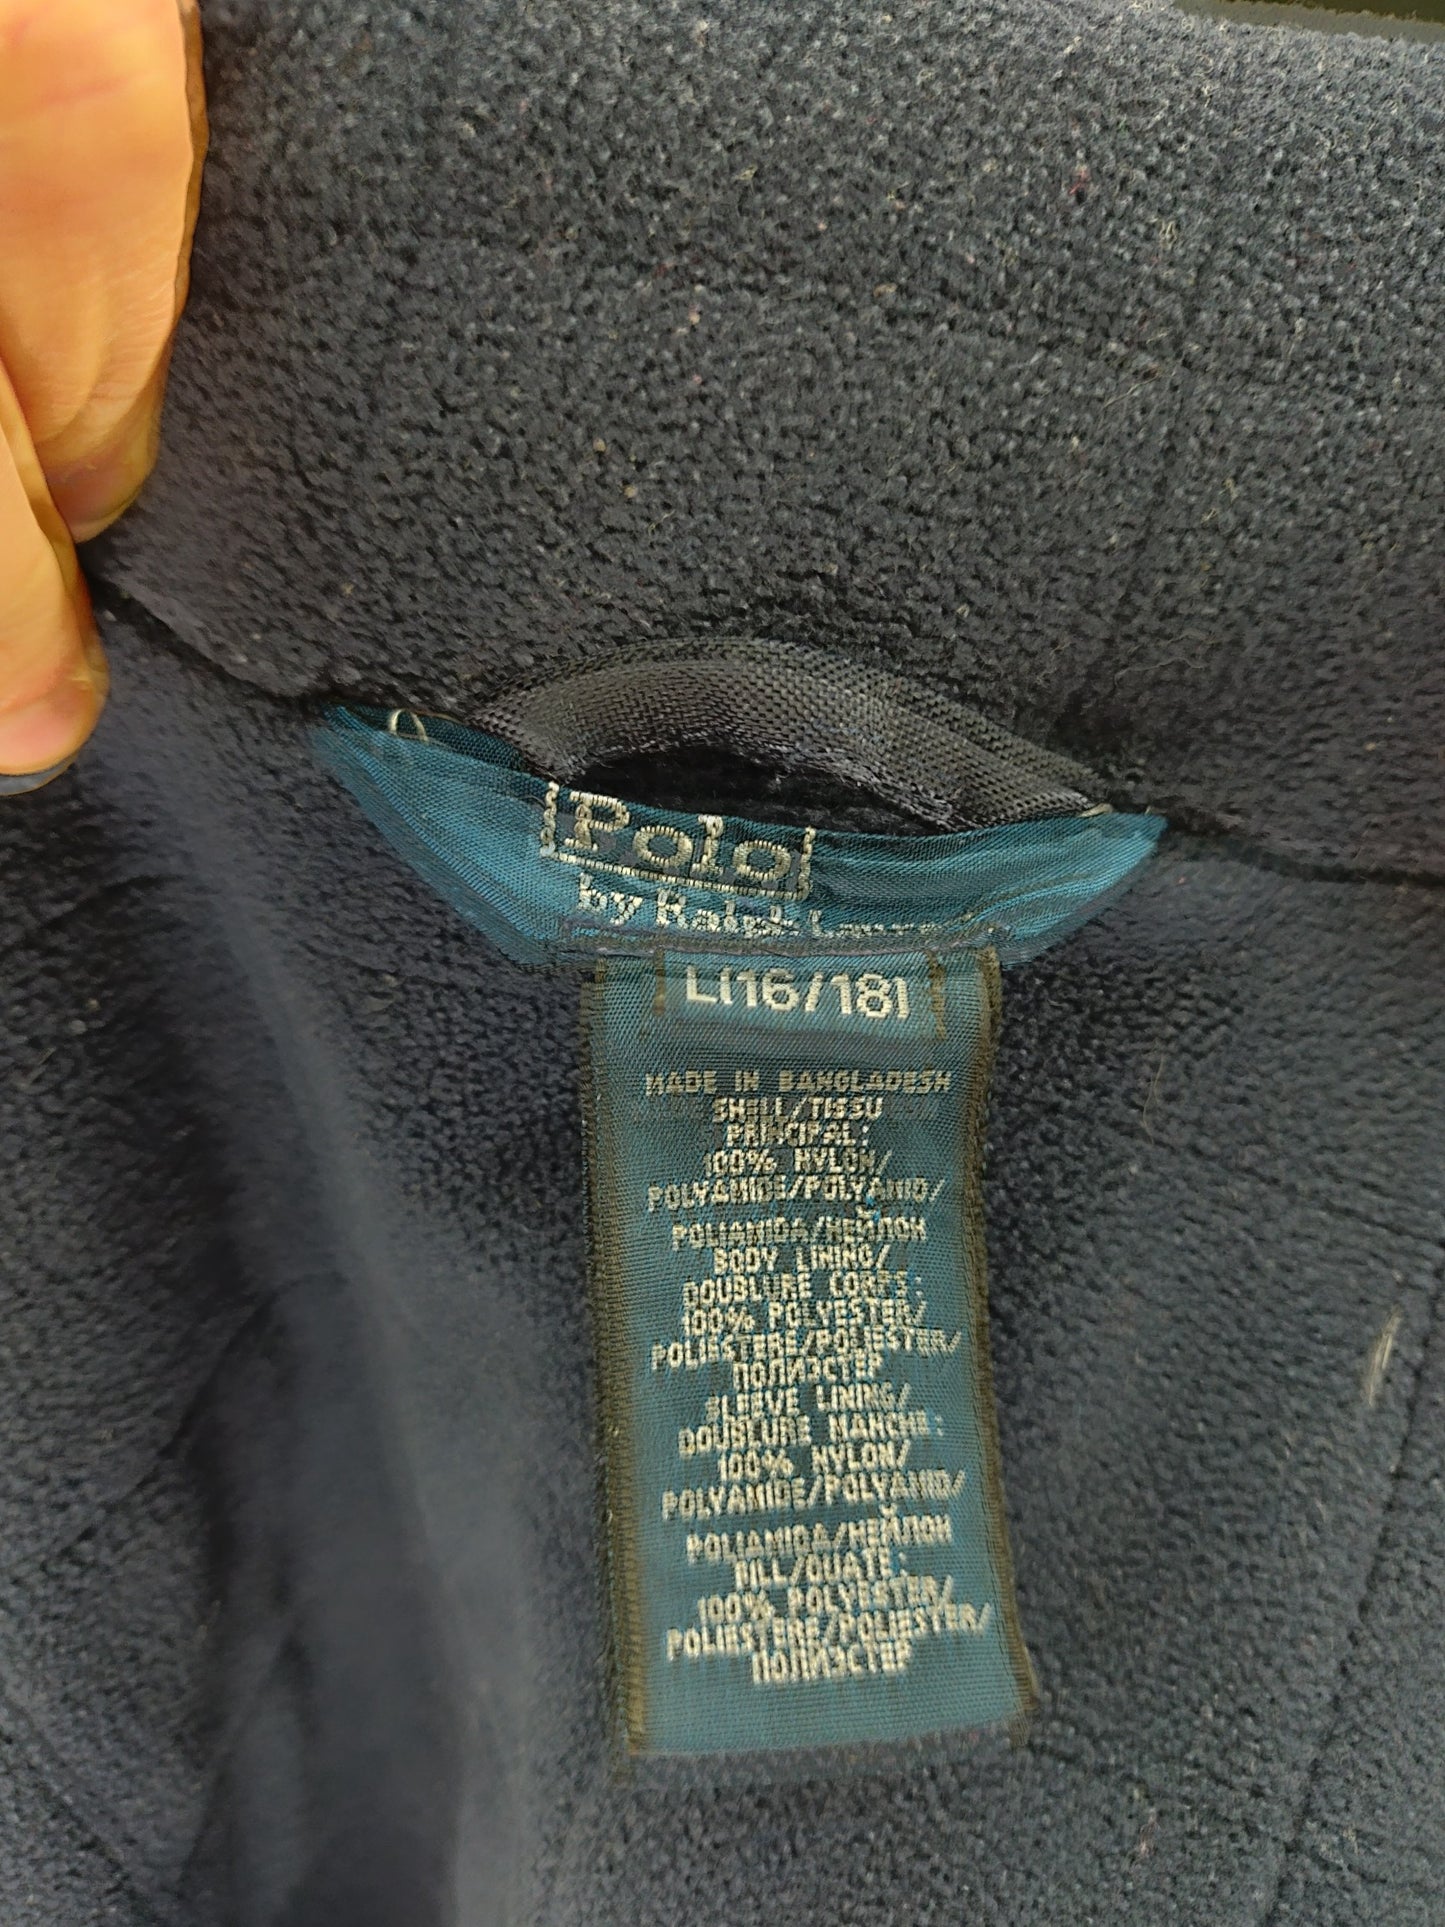 Polo
by Ralph Lauren
L(16/18)
MADE IN BANGLADESH
SHELL/TISSU
PRINCIPAL:
100% NYLON/
POLYAMIDE/POLYAMID/
POLIAMIDA/НЕЙЛОН
BODY LINING/
DOUBLURE CORPS:
100% POLYESTER/
POLIESTERE/POLIESTER/
ПОЛИЭСТЕР
SLEEVE LINING/
DOUBLURE MANCHE:
100% NYLON/
POLYAMIDE/POLYAMID/
POLIAMIDA/НЕЙЛОН
FILL/OUATE:
100% POLYESTER/
POLIESTERE/POLIESTER/
ПОЛИЭСТЕР